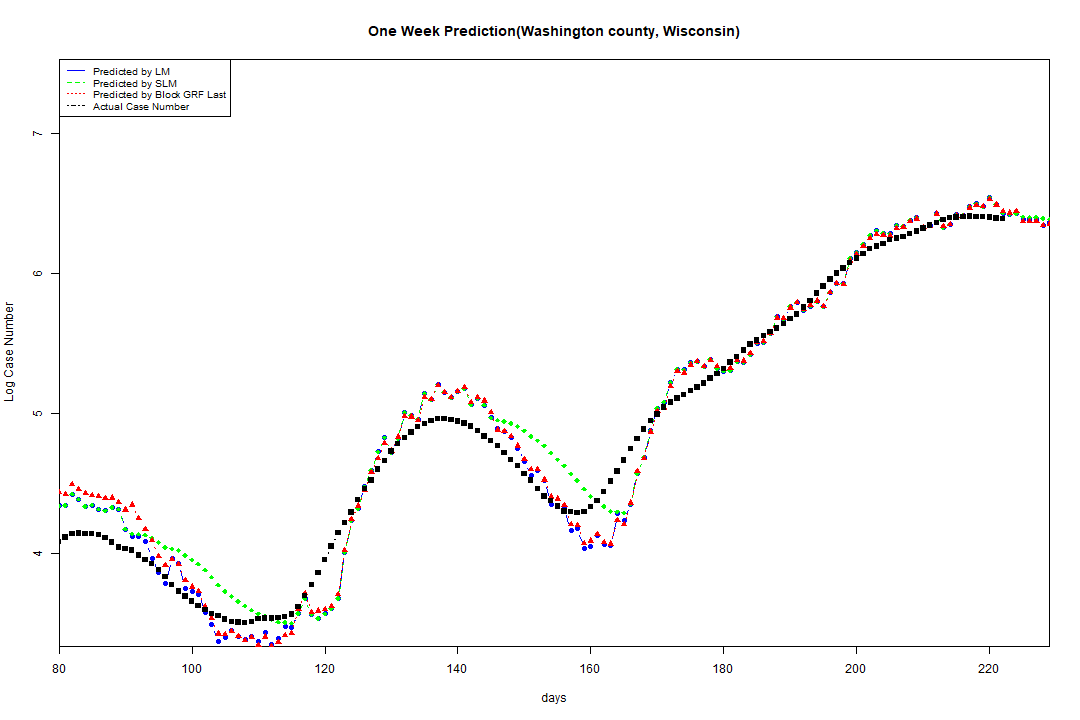 One Week Prediction(Washington county, Wisconsin)
Predicted by LM
Predicted by SLM
Predicted by Block GRF Last
Actual Case Number
7
6
5
4
Log Case Number
80 100 120 140 160 180 200 220
days